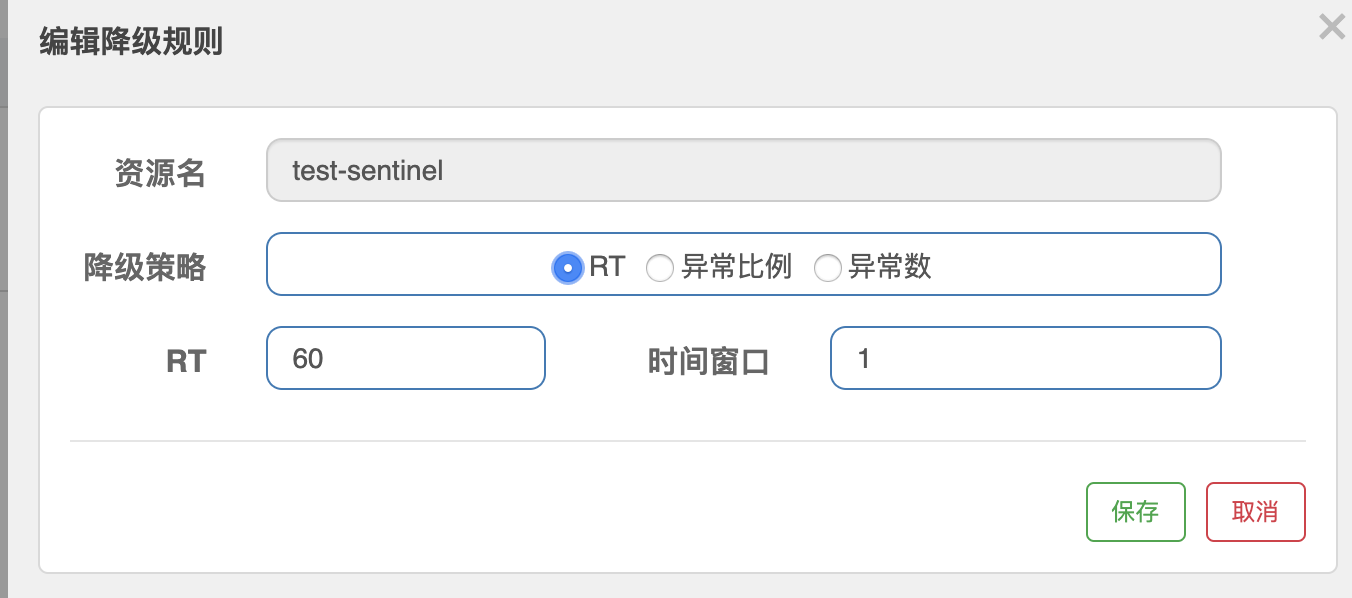 编辑降级规则
资源名 test-sentinel
降级策略 RT 异常比例 异常数
RT 60 时间窗口 1
保存 取消